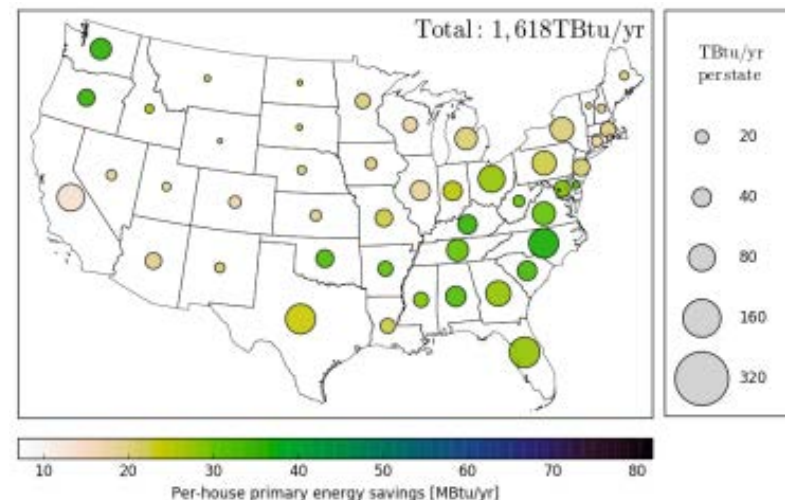 Total: 1,618TBtu/yr
TBtu/yr
per state
20
40
80
160
320
10 20 30 40 50 60 70 80
Per-house primary energy savings [MBtu/yr]